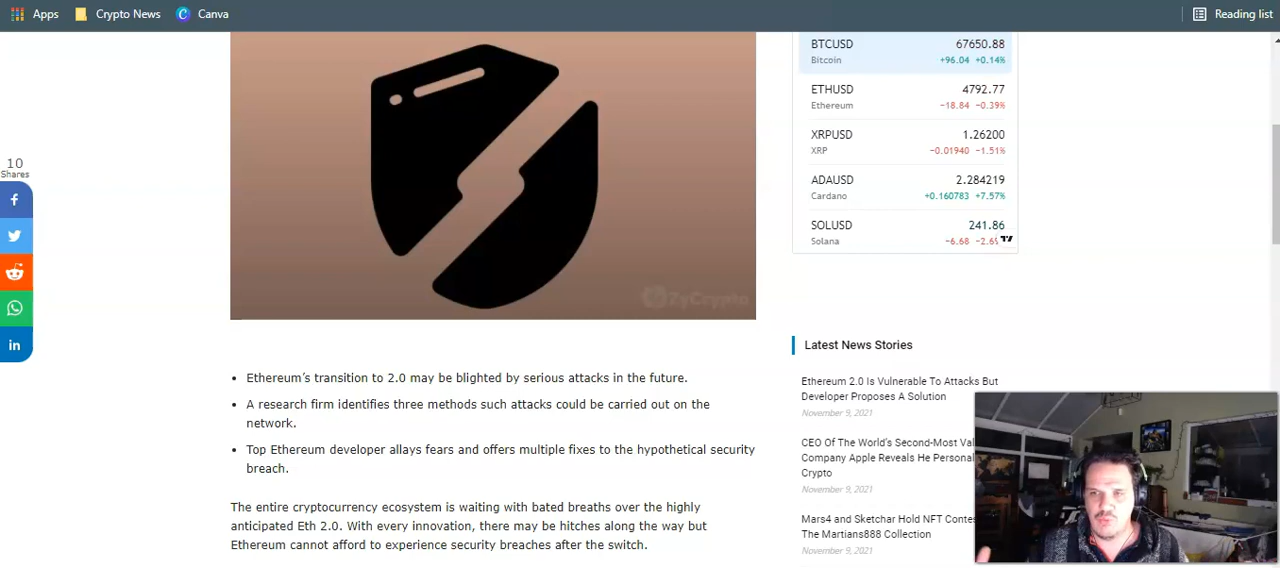 Apps Crypto News Canva Reading list
BTCUSD 67650.88
Bitcoin +96.04 +0.14%
ETHUSD 4792.77
Ethereum −18.84 −0.39%
XRPUSD 1.26200
XRP −0.01940 −1.51%
ADAUSD 2.284219
Cardano +0.160783 +7.57%
SOLUSD 241.86
Solana −6.68
10
Shares
ZyCrypto
Latest News Stories
Ethereum 2.0 Is Vulnerable To Attacks But
Developer Proposes A Solution
November 9, 2021
CEO Of The World's Second-Most
Company Apple Reveals He
Crypto
November 9, 2021
Mars4 and Sketchar Hold NFT
The Martians888 Collection
November 9, 2021
• Ethereum's transition to 2.0 may be blighted by serious attacks in the future.
• A research firm identifies three methods such attacks could be carried out on the
network.
• Top Ethereum developer allays fears and offers multiple fixes to the hypothetical security
breach.
The entire cryptocurrency ecosystem is waiting with bated breaths over the highly
anticipated Eth 2.0. With every innovation, there may be hitches along the way but
Ethereum cannot afford to experience security breaches after the switch.